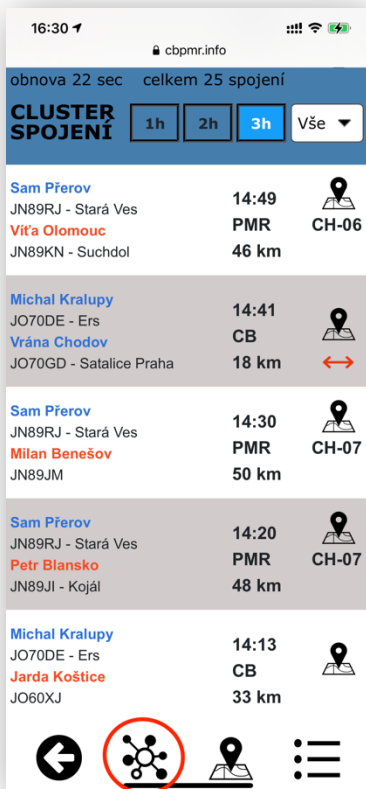 16:30
cbpmr.info
obnova 22 sec celkem 25 spojení
CLUSTER SPOJENÍ
1h 2h 3h Vše
Sam Přerov
JN89RJ - Stará Ves
Víťa Olomouc
JN89KN - Suchdol
14:49
PMR
46 km
CH-06
Michal Kralupy
JO70DE - Ers
Vrána Chodov
JO70GD - Satalice Praha
14:41
CB
18 km
Sam Přerov
JN89RJ - Stará Ves
Milan Benešov
JN89JM
14:30
PMR
50 km
CH-07
Sam Přerov
JN89RJ - Stará Ves
Petr Blansko
JN89JI - Kojál
14:20
PMR
48 km
CH-07
Michal Kralupy
JO70DE - Ers
Jarda Koštice
JO60XJ
14:13
CB
33 km